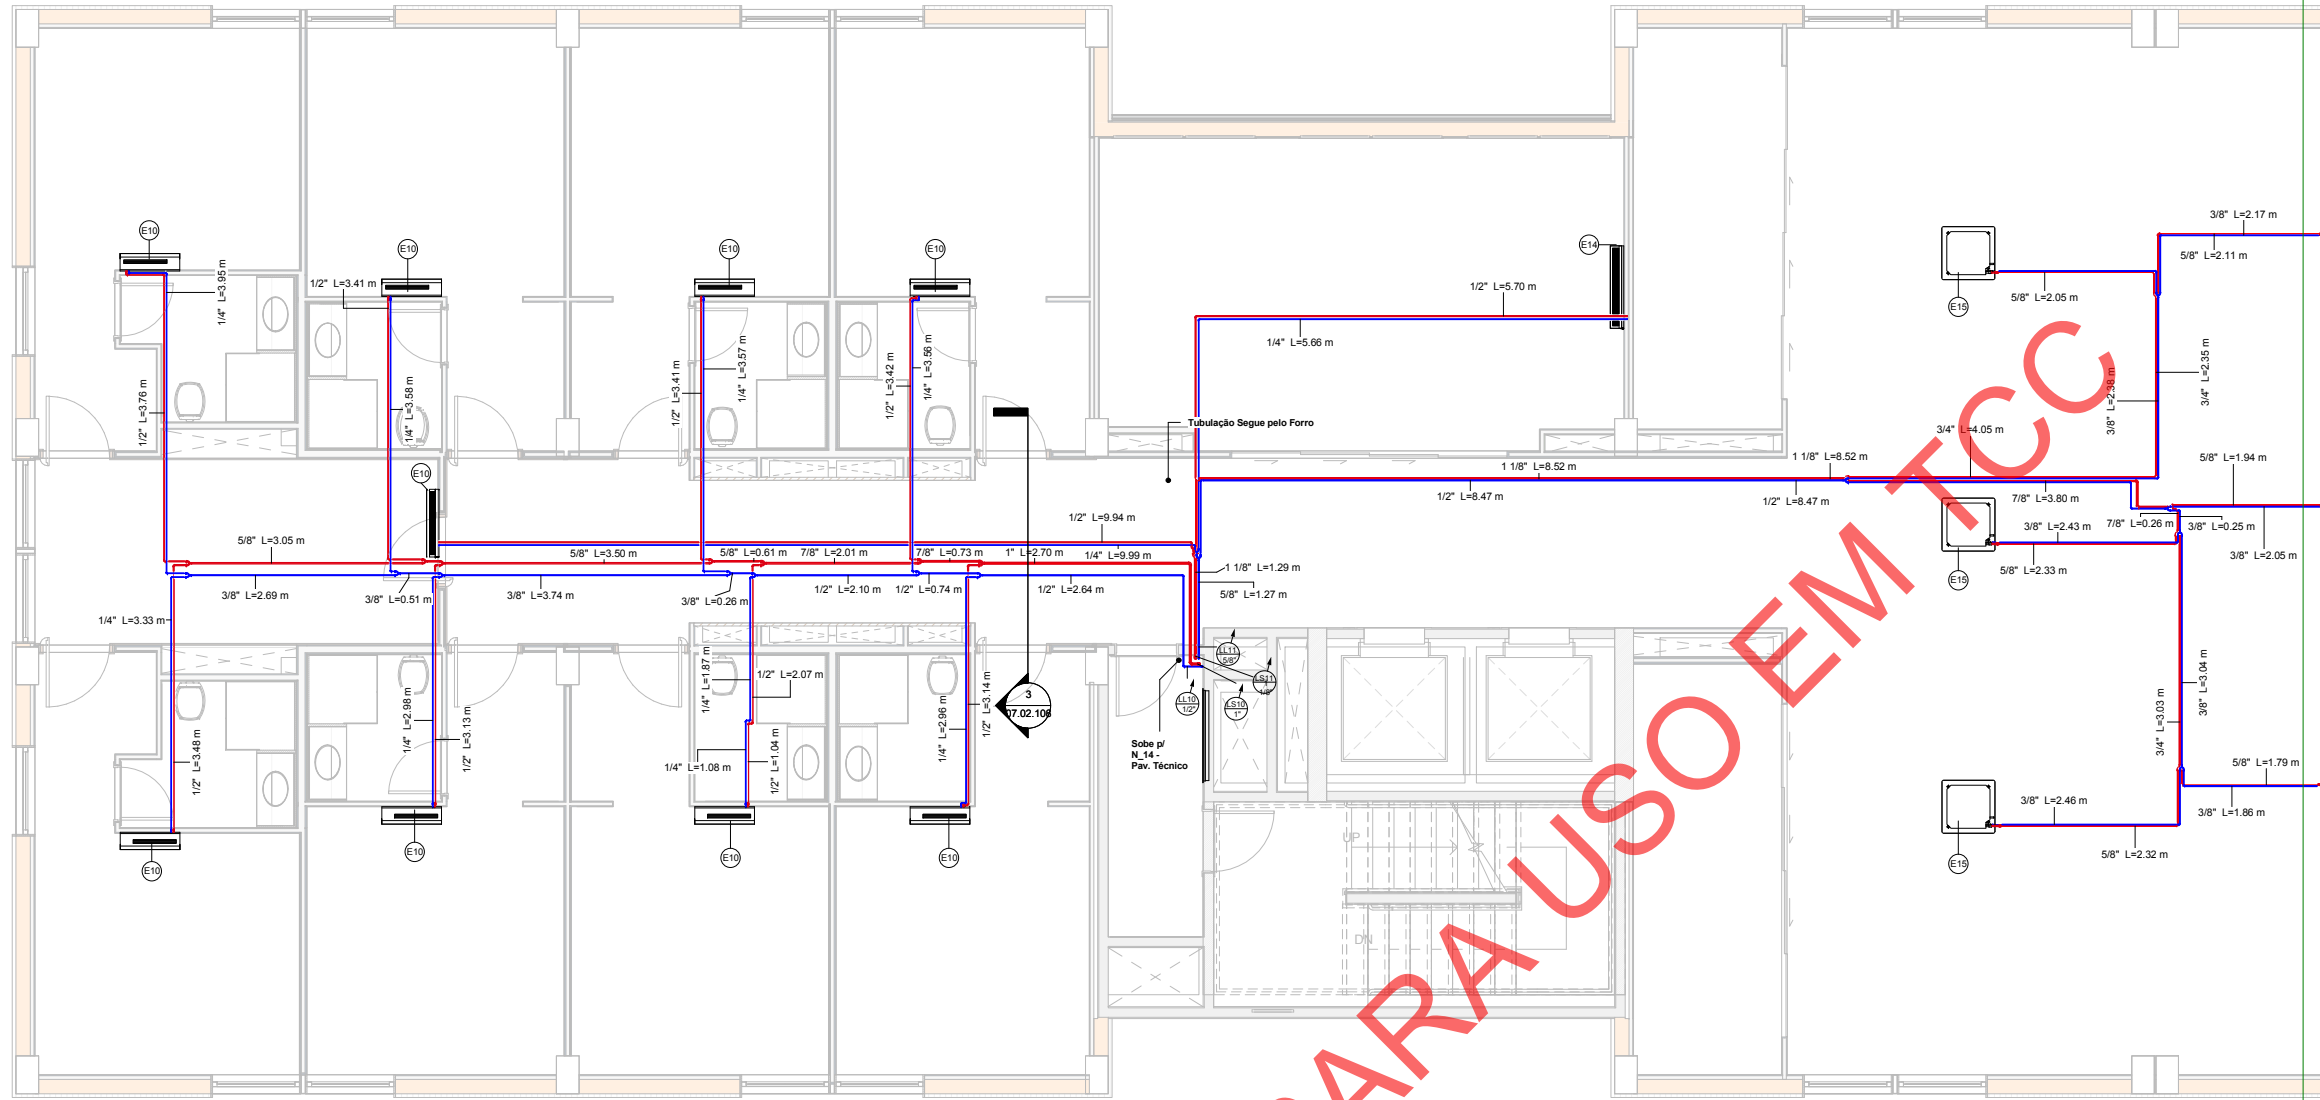 3/8" L=2.17 m
5/8" L=2.11 m
E10
E10
E10
E10
E14
E15
1/4" L=3.95 m
1/2" L=3.41 m
1/2" L=5.70 m
1/4" L=5.66 m
5/8" L=2.05 m
1/2" L=3.76 m
1/4" L=3.58 m
1/2" L=3.41 m
1/4" L=3.57 m
1/2" L=3.42 m
1/4" L=3.56 m
3/8" L=2.38 m
3/4" L=2.35 m
Tubulação Segue pelo Forro
3/4" L=4.05 m
1 1/8" L=8.52 m
1 1/8" L=8.52 m
5/8" L=1.94 m
E10
1/2" L=8.47 m
1/2" L=8.47 m
7/8" L=3.80 m
1/2" L=9.94 m
7/8" L=0.26 m
3/8" L=0.25 m
3/8" L=2.43 m
5/8" L=3.05 m
5/8" L=3.50 m
5/8" L=0.61 m
7/8" L=2.01 m
7/8" L=0.73 m
1" L=2.70 m
1/4" L=9.99 m
3/8" L=2.05 m
1 1/8" L=1.29 m
5/8" L=2.33 m
E15
3/8" L=2.69 m
3/8" L=0.51 m
3/8" L=3.74 m
3/8" L=0.26 m
1/2" L=2.10 m
1/2" L=0.74 m
1/2" L=2.64 m
5/8" L=1.27 m
1/4" L=3.33 m
LL11
5/8"
LS11
1
1/8"
LL10
1/2"
LS10
1"
1/4" L=1.87 m
1/2" L=2.07 m
1/2" L=3.48 m
1/4" L=2.98 m
1/2" L=3.13 m
1/4" L=1.08 m
1/2" L=1.04 m
1/4" L=2.96 m
1/2" L=3.14 m
3
07.02.106
3/4" L=3.03 m
3/8" L=3.04 m
Sobe p/
N_14 -
Pav. Técnico
5/8" L=1.79 m
3/8" L=2.46 m
3/8" L=1.86 m
5/8" L=2.32 m
UP
DN
E10
E10
E10
E10
E15
PARA USO EM TCC